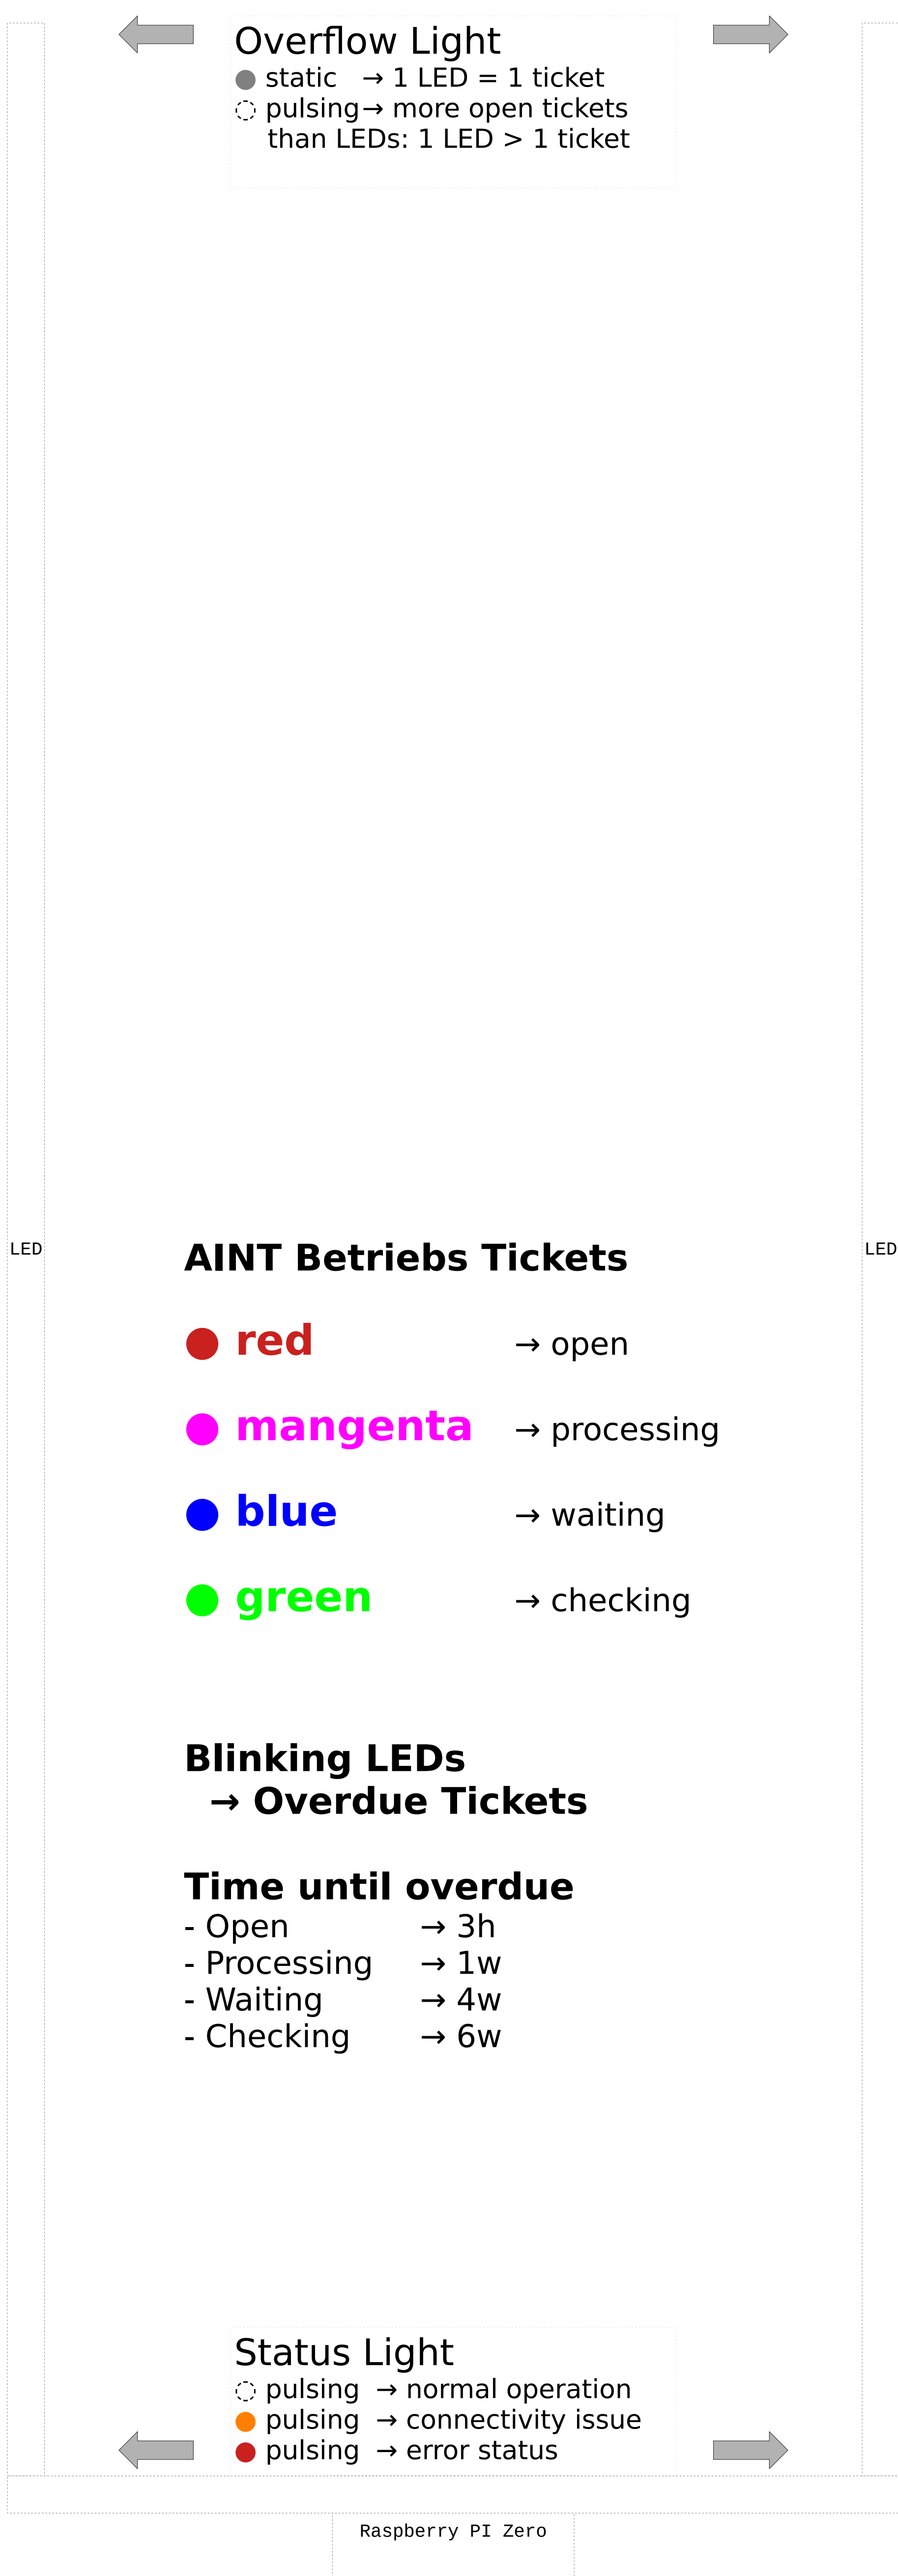 Overflow Light
static → 1 LED = 1 ticket
pulsing→ more open tickets
than LEDs: 1 LED > 1 ticket
LED
LED
AINT Betriebs Tickets
red → open
mangenta → processing
blue → waiting
green → checking
Blinking LEDs
→ Overdue Tickets
Time until overdue
- Open → 3h
- Processing → 1w
- Waiting → 4w
- Checking → 6w
Status Light
pulsing → normal operation
pulsing → connectivity issue
pulsing → error status
Raspberry PI Zero